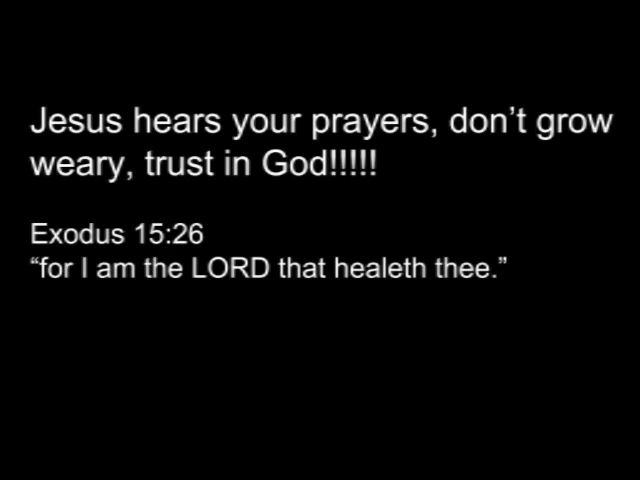 Jesus hears your prayers, don’t grow
weary, trust in God!!!!!
Exodus 15:26
“for I am the LORD that healeth thee.”